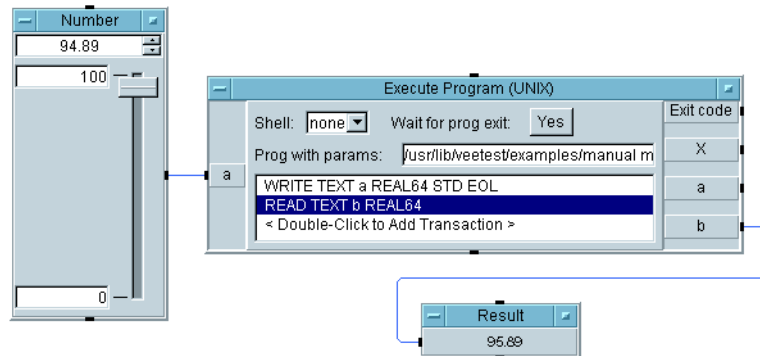 Number
94.89
100
0
Execute Program (UNIX)
Shell: none Wait for prog exit: Yes
Prog with params: /usr/lib/veetest/examples/manual m
a
WRITE TEXT a REAL64 STD EOL
READ TEXT b REAL64
< Double-Click to Add Transaction >
Exit code
X
a
b
Result
95.89